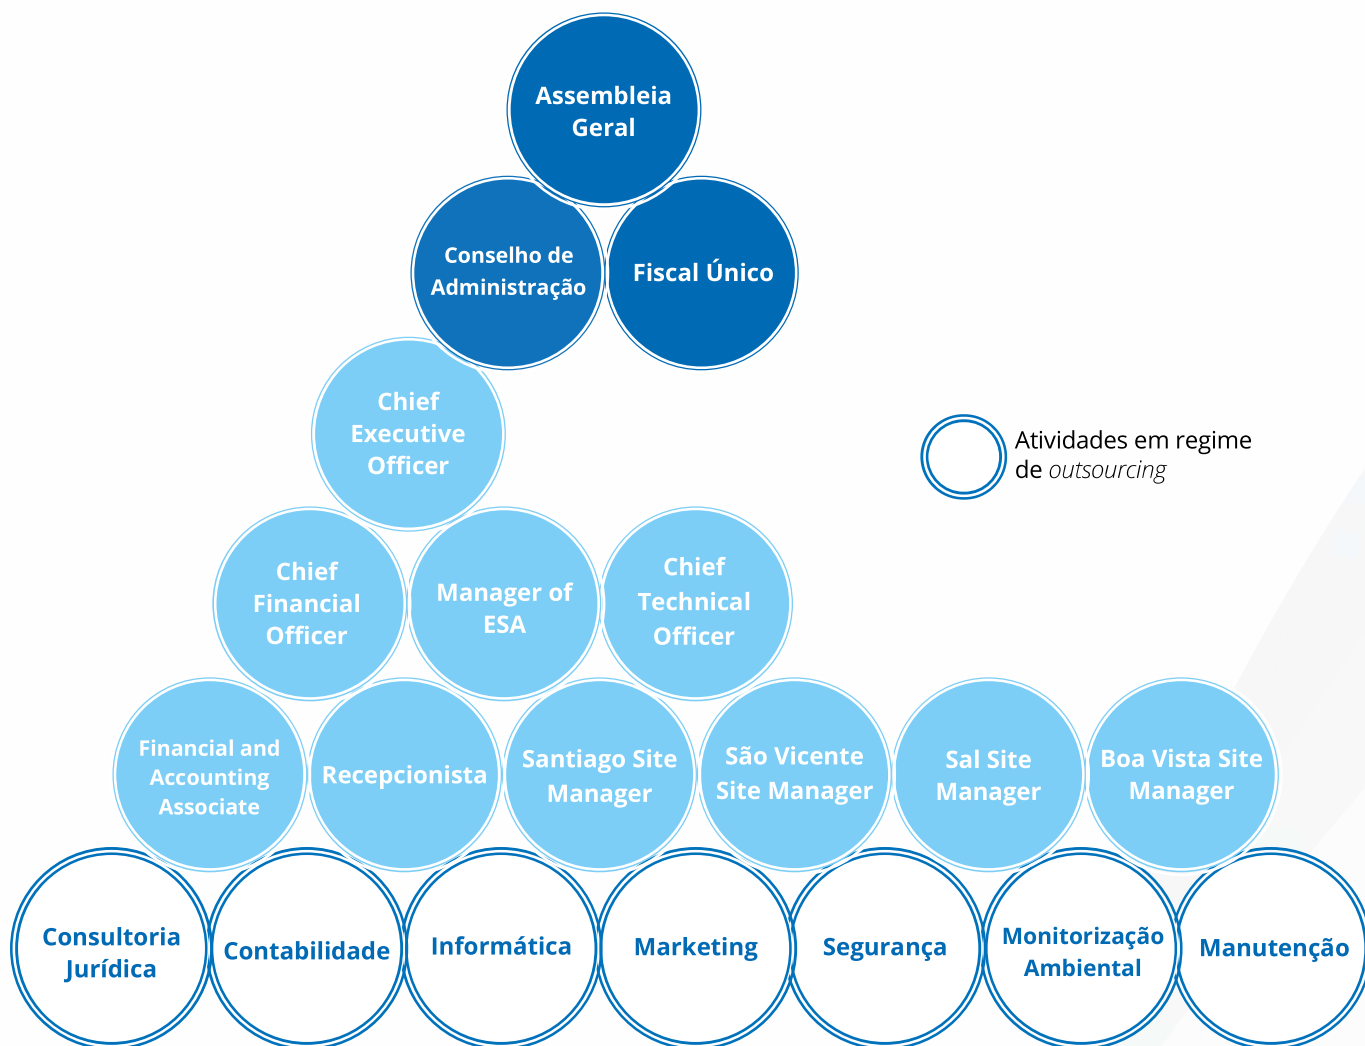 Assembleia
Geral
Conselho de
Administração
Fiscal Único
Chief
Executive
Officer
Atividades em regime
de outsourcing
Chief
Financial
Officer
Manager of
ESA
Chief
Technical
Officer
Financial and
Accounting
Associate
Recepcionista
Santiago Site
Manager
São Vicente
Site Manager
Sal Site
Manager
Boa Vista Site
Manager
Consultoria
Jurídica
Contabilidade
Informática
Marketing
Segurança
Monitorização
Ambiental
Manutenção